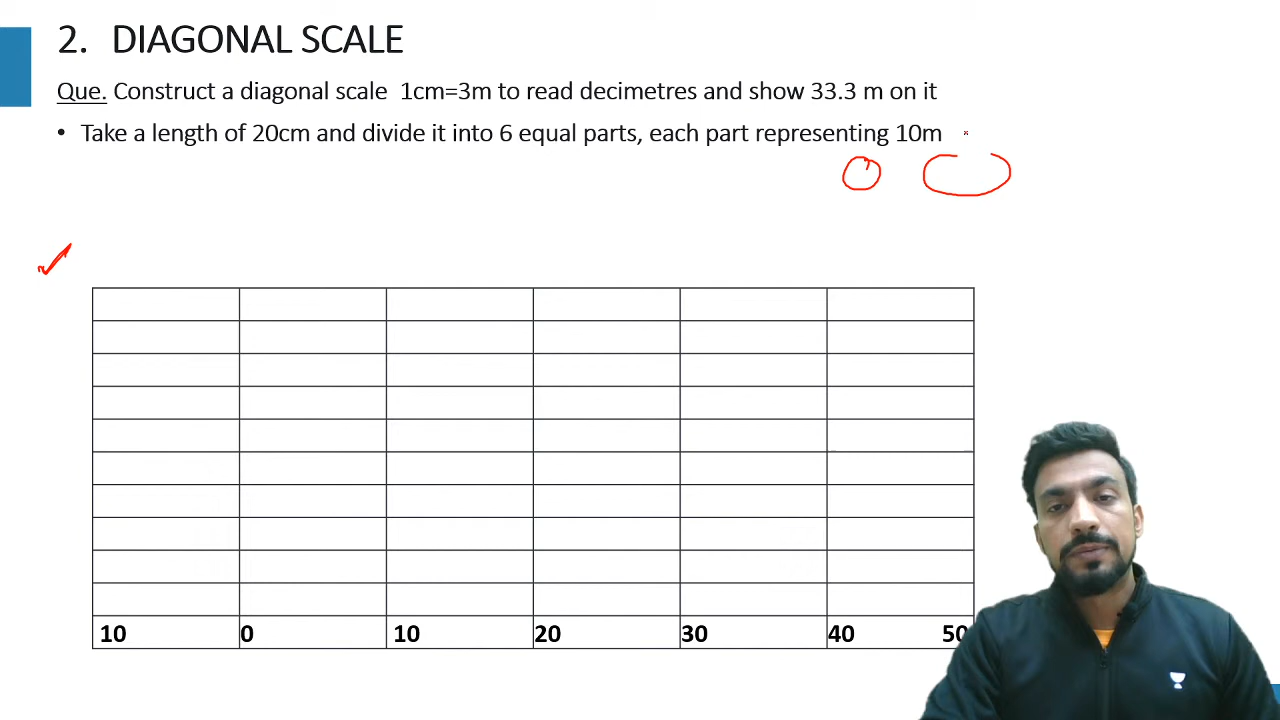 2. DIAGONAL SCALE
Que. Construct a diagonal scale 1cm=3m to read decimetres and show 33.3 m on it
• Take a length of 20cm and divide it into 6 equal parts, each part representing 10m
10 0 10 20 30 40 50